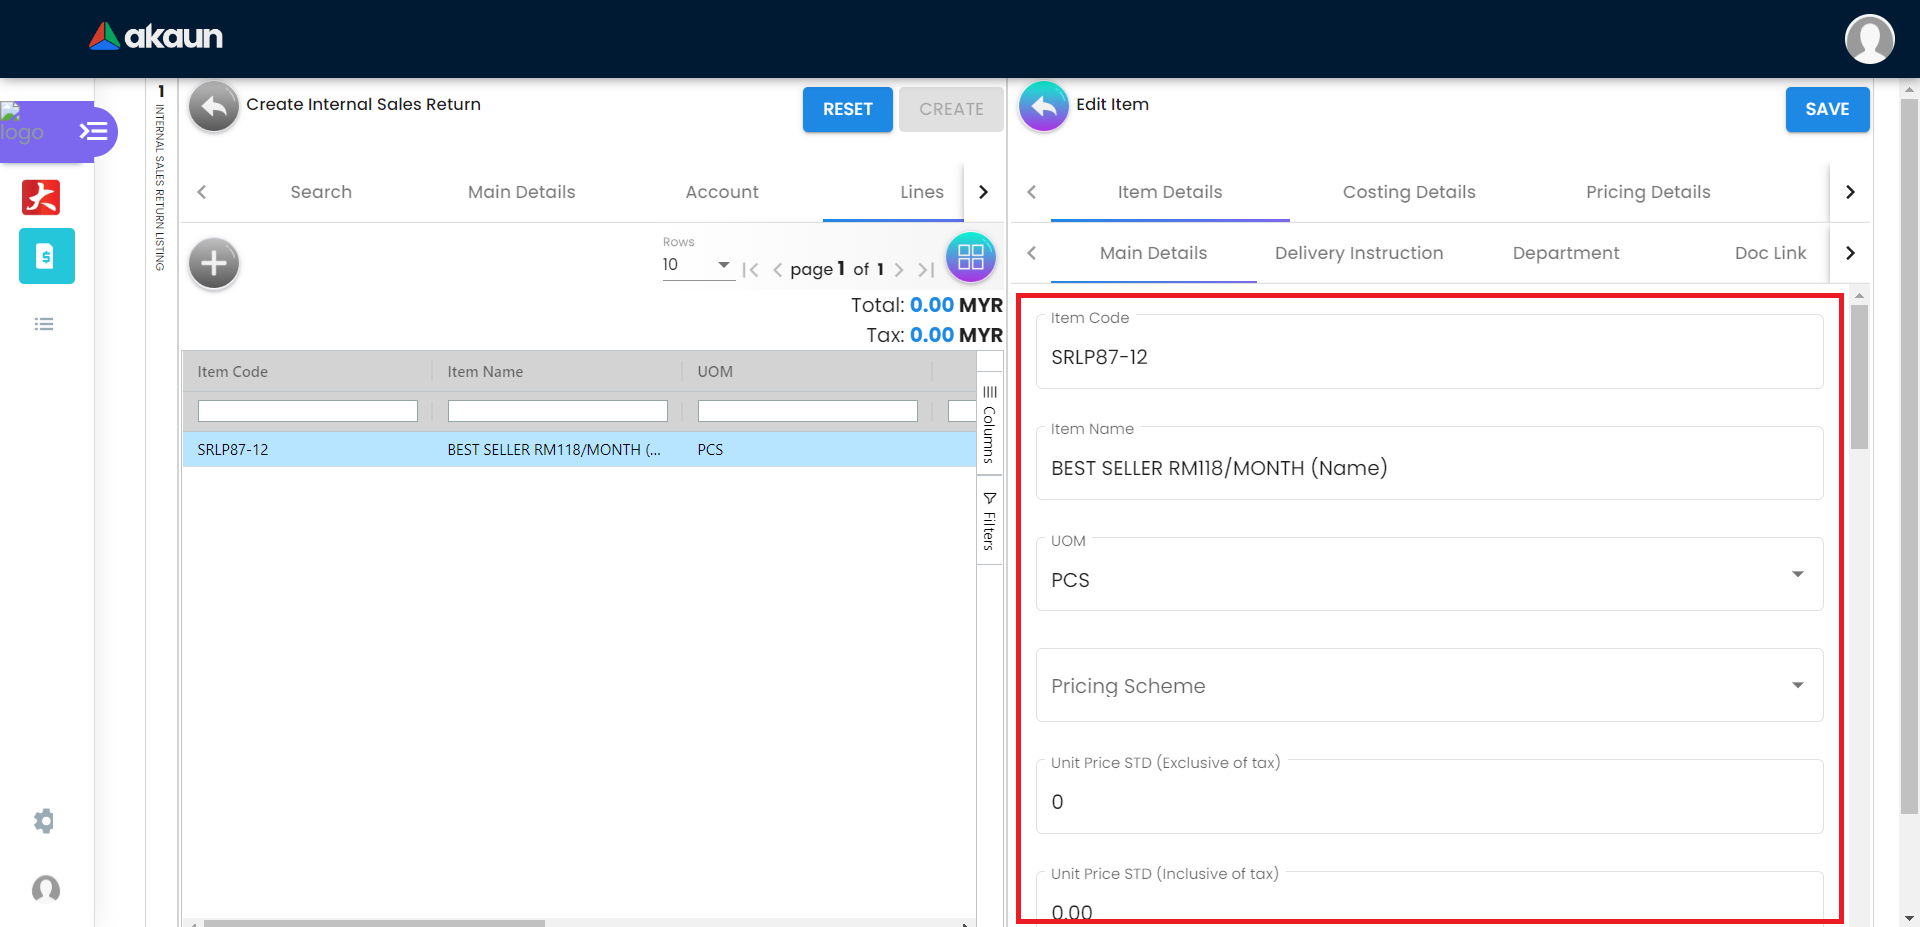 akaun
logo
1
INTERNAL SALES RETURN LISTING
Create Internal Sales Return
RESET
CREATE
Search
Main Details
Account
Lines
Rows
10
page 1 of 1
Total: 0.00 MYR
Tax: 0.00 MYR
Item Code
Item Name
UOM
SRLP87-12
BEST SELLER RM118/MONTH (...
PCS
Columns
Filters
Edit Item
SAVE
Item Details
Costing Details
Pricing Details
Main Details
Delivery Instruction
Department
Doc Link
Item Code
SRLP87-12
Item Name
BEST SELLER RM118/MONTH (Name)
UOM
PCS
Pricing Scheme
Unit Price STD (Exclusive of tax)
0
Unit Price STD (Inclusive of tax)
0.00